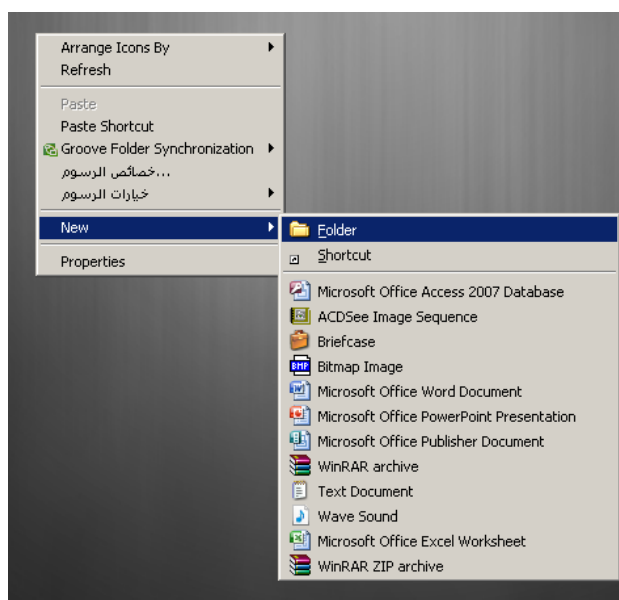 Arrange Icons By
Refresh
Paste
Paste Shortcut
Groove Folder Synchronization
خصائص الرسوم...
خيارات الرسوم
New
Properties
Folder
Shortcut
Microsoft Office Access 2007 Database
ACDSee Image Sequence
Briefcase
BMP Bitmap Image
Microsoft Office Word Document
Microsoft Office PowerPoint Presentation
Microsoft Office Publisher Document
WinRAR archive
Text Document
Wave Sound
Microsoft Office Excel Worksheet
WinRAR ZIP archive